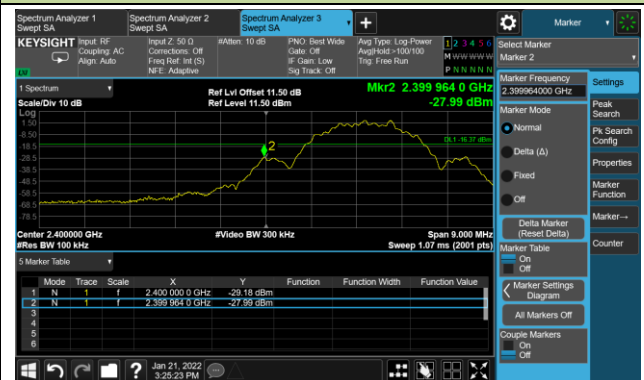 Spectrum Analyzer 1
Swept SA
Spectrum Analyzer 2
Swept SA
Spectrum Analyzer 3
Swept SA
Marker
KEYSIGHT
Input: RF
Coupling: AC
Align: Auto
Input Z: 50 Ω
Corrections: Off
Freq Ref: Int (S)
NFE: Adaptive
#Atten: 10 dB
PNO: Best Wide
Gate: Off
IF Gain: Low
Sig Track: Off
Avg Type: Log-Power
Avg|Hold:>100/100
Trig: Free Run
1 2 3 4 5 6
M W W W W W
P N N N N N
LW
Select Marker
Marker 2
1 Spectrum
Scale/Div 10 dB
Log
Ref Lvl Offset 11.50 dB
Ref Level 11.50 dBm
Mkr2 2.399 964 0 GHz
-27.99 dBm
1.50
-8.50
-18.5
-28.5
-38.5
-48.5
-58.5
-68.5
-78.5
2
DL1 -16.37 dBm
Center 2.400000 GHz
#Res BW 100 kHz
#Video BW 300 kHz
Span 9.000 MHz
Sweep 1.07 ms (2001 pts)
5 Marker Table
Mode Trace Scale X Y Function Function Width Function Value
1 N 1 f 2.400 000 0 GHz -29.18 dBm
2 N 1 f 2.399 964 0 GHz -27.99 dBm
3
4
5
6
Marker Frequency
2.399964000 GHz
Marker Mode
Normal
Delta (Δ)
Fixed
Off
Delta Marker
(Reset Delta)
Marker Table
On
Off
Marker Settings
Diagram
All Markers Off
Couple Markers
On
Off
Settings
Peak
Search
Pk Search
Config
Properties
Marker
Function
Marker→
Counter
?
Jan 21, 2022
3:25:23 PM